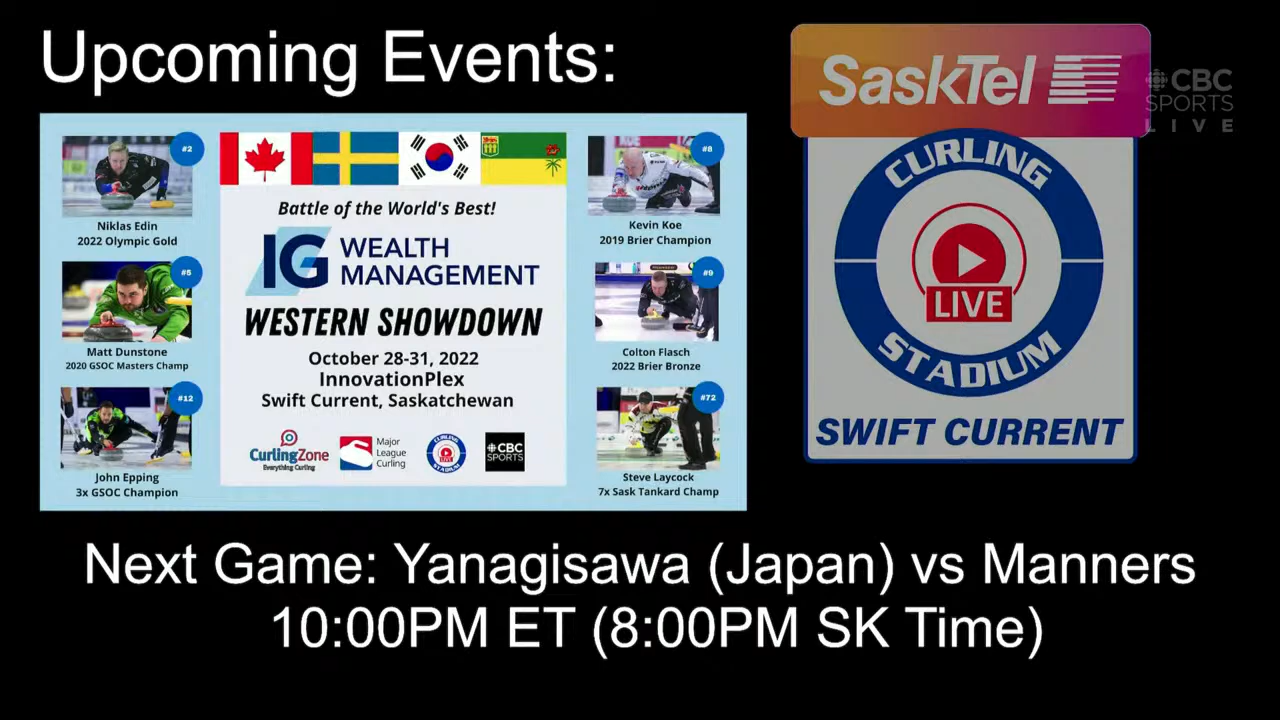 Upcoming Events:
#2
Niklas Edin
2022 Olympic Gold
#5
Matt Dunstone
2020 GSOC Masters Champ
#12
John Epping
3x GSOC Champion
Battle of the World's Best!
IG WEALTH
MANAGEMENT
WESTERN SHOWDOWN
October 28-31, 2022
InnovationPlex
Swift Current, Saskatchewan
CurlingZone
Everything Curling
Major
League
Curling
CURLING
LIVE
STADIUM
CBC
SPORTS
#8
Kevin Koe
2019 Brier Champion
#9
Colton Flasch
2022 Brier Bronze
#72
Steve Laycock
7x Sask Tankard Champ
SaskTel
CBC
SPORTS
LIVE
CURLING
LIVE
STADIUM
SWIFT CURRENT
Next Game: Yanagisawa (Japan) vs Manners
10:00PM ET (8:00PM SK Time)